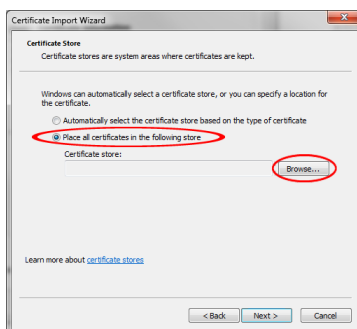 Certificate Import Wizard
Certificate Store
Certificate stores are system areas where certificates are kept.
Windows can automatically select a certificate store, or you can specify a location for
the certificate.
Automatically select the certificate store based on the type of certificate
Place all certificates in the following store
Certificate store:
Browse...
Learn more about certificate stores
< Back Next > Cancel